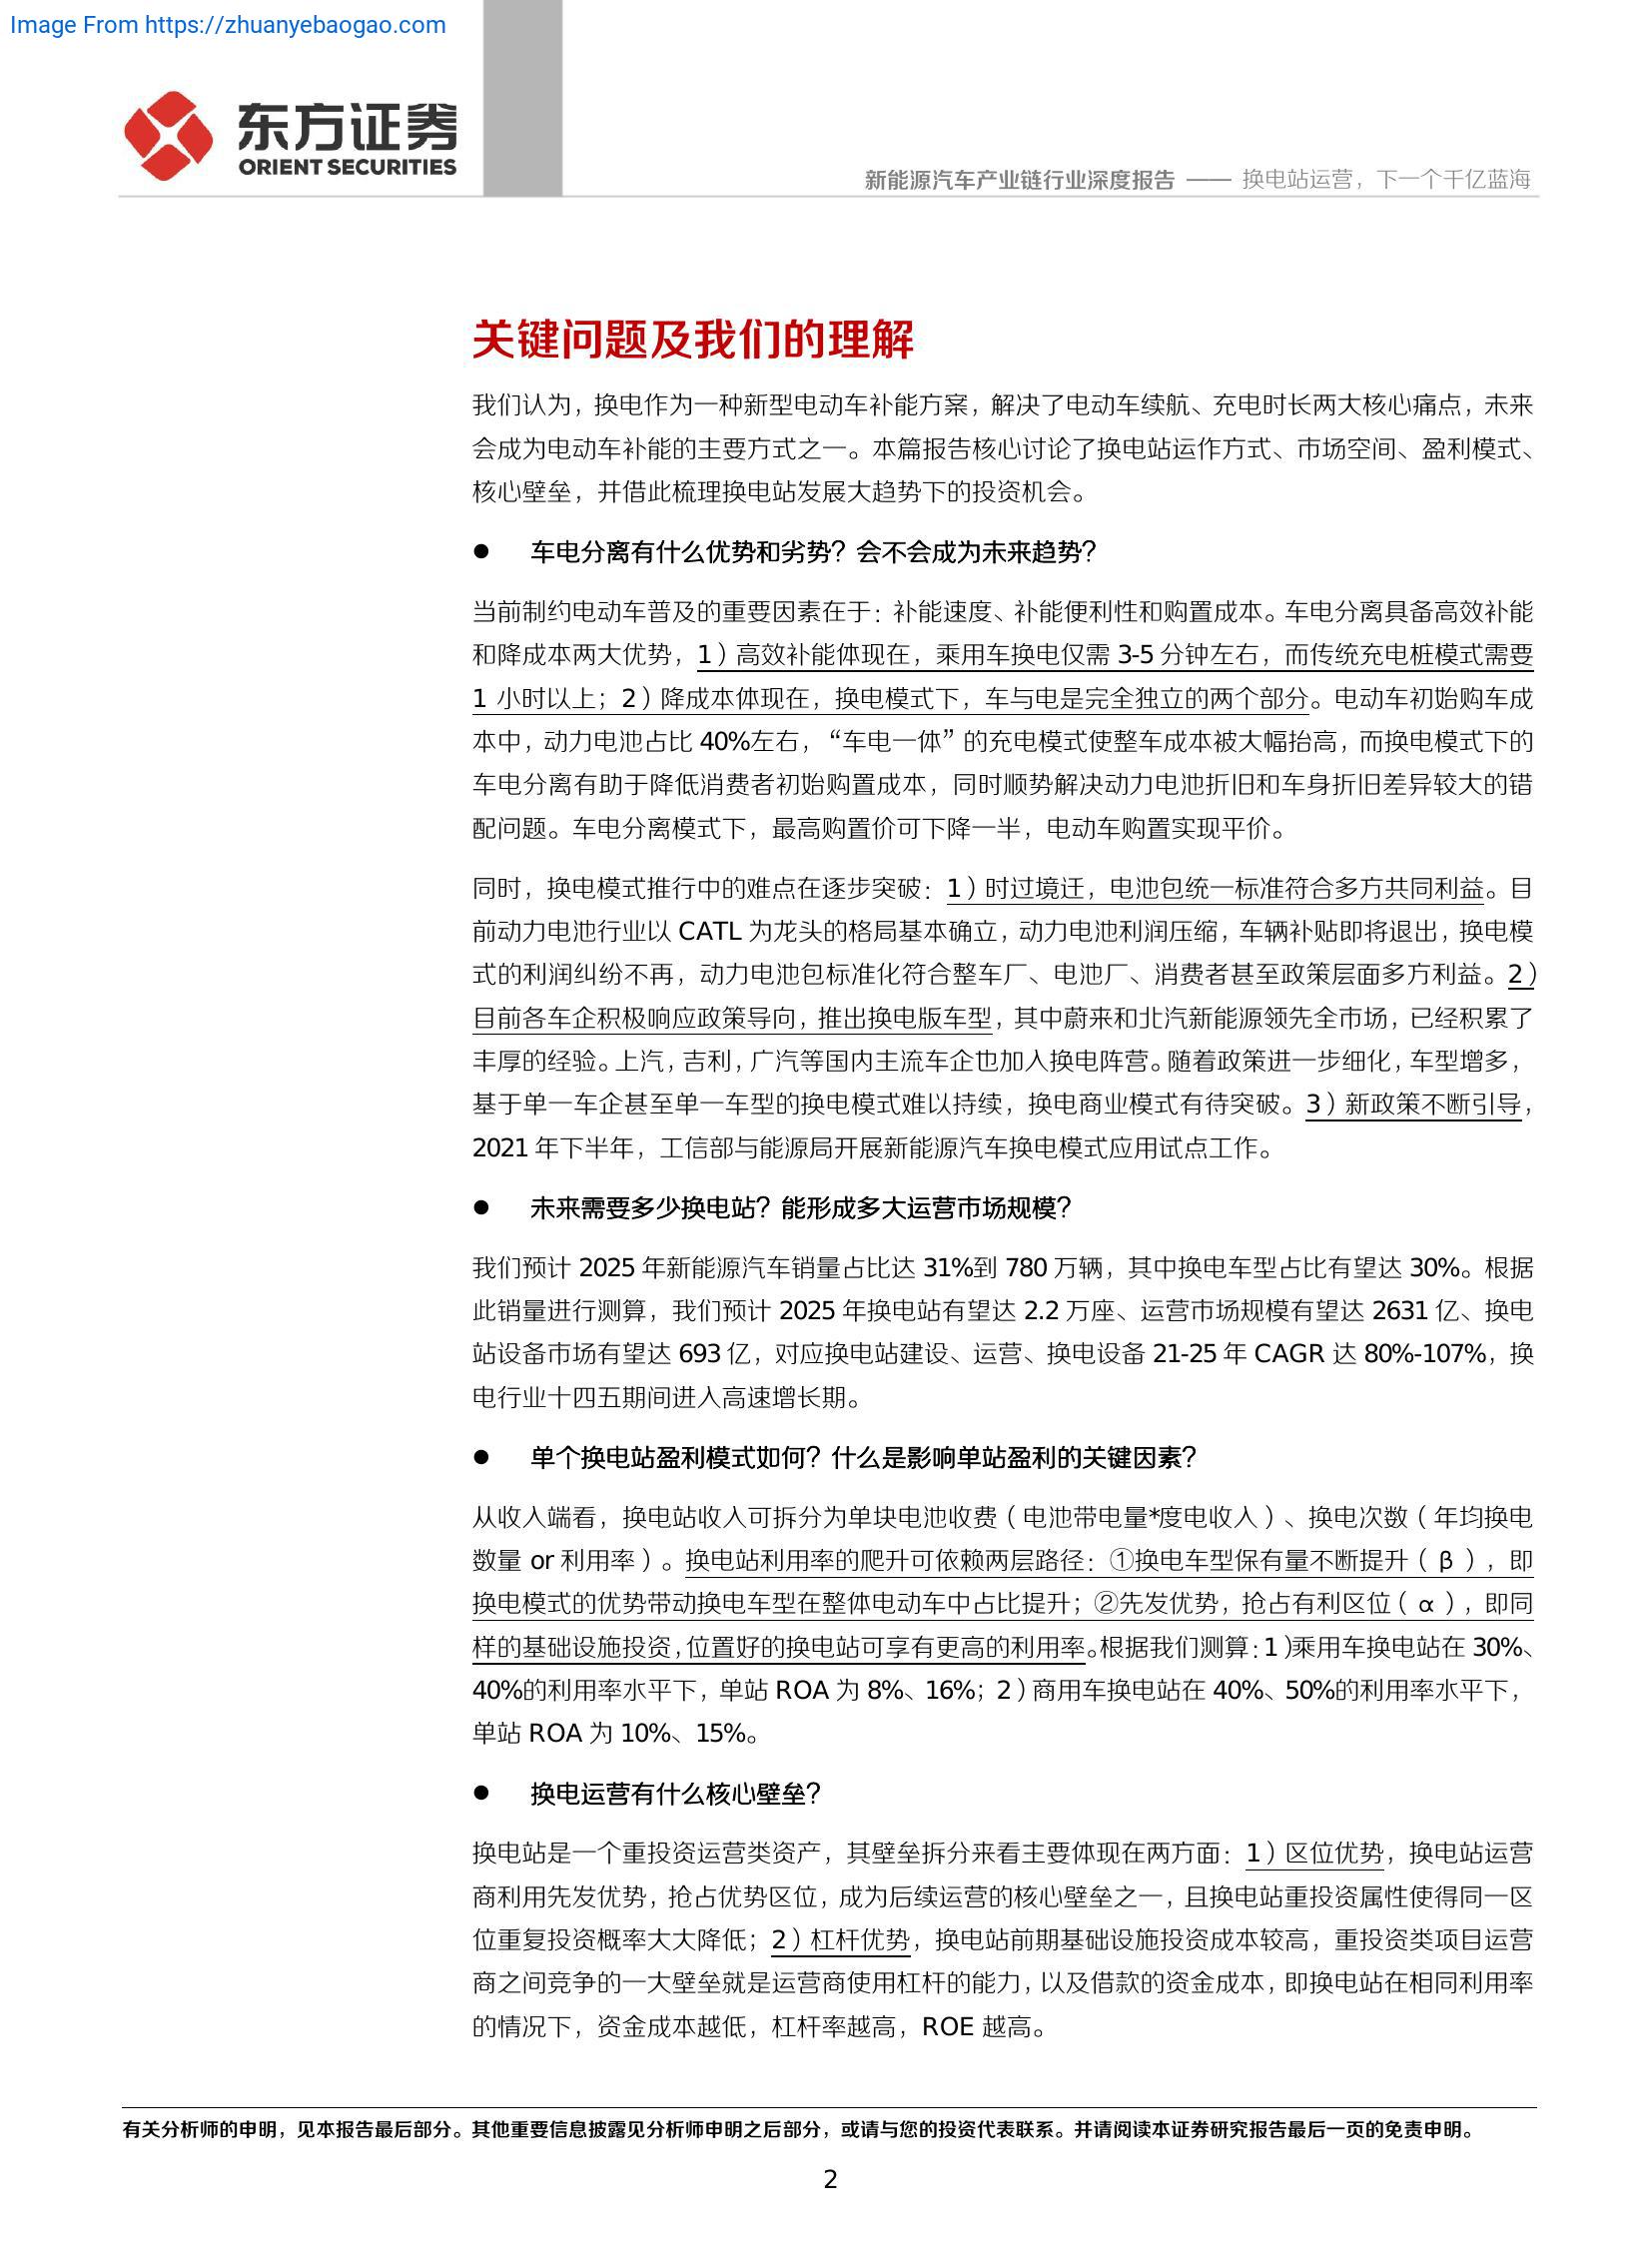 Image From https://zhuanyebaogao.com
东方证券
ORIENT SECURITIES
新能源汽车产业链行业深度报告 —— 换电站运营，下一个千亿蓝海
关键问题及我们的理解
我们认为，换电作为一种新型电动车补能方案，解决了电动车续航、充电时长两大核心痛点，未来
会成为电动车补能的主要方式之一。本篇报告核心讨论了换电站运作方式、市场空间、盈利模式、
核心壁垒，并借此梳理换电站发展大趋势下的投资机会。
● 车电分离有什么优势和劣势？会不会成为未来趋势？
当前制约电动车普及的重要因素在于：补能速度、补能便利性和购置成本。车电分离具备高效补能
和降成本两大优势，1）高效补能体现在，乘用车换电仅需 3-5 分钟左右，而传统充电桩模式需要
1 小时以上；2）降成本体现在，换电模式下，车与电是完全独立的两个部分。电动车初始购车成
本中，动力电池占比 40%左右，“车电一体”的充电模式使整车成本被大幅抬高，而换电模式下的
车电分离有助于降低消费者初始购置成本，同时顺势解决动力电池折旧和车身折旧差异较大的错
配问题。车电分离模式下，最高购置价可下降一半，电动车购置实现平价。
同时，换电模式推行中的难点在逐步突破：1）时过境迁，电池包统一标准符合多方共同利益。目
前动力电池行业以 CATL 为龙头的格局基本确立，动力电池利润压缩，车辆补贴即将退出，换电模
式的利润纠纷不再，动力电池包标准化符合整车厂、电池厂、消费者甚至政策层面多方利益。2）
目前各车企积极响应政策导向，推出换电版车型，其中蔚来和北汽新能源领先全市场，已经积累了
丰厚的经验。上汽，吉利，广汽等国内主流车企也加入换电阵营。随着政策进一步细化，车型增多，
基于单一车企甚至单一车型的换电模式难以持续，换电商业模式有待突破。3）新政策不断引导，
2021 年下半年，工信部与能源局开展新能源汽车换电模式应用试点工作。
● 未来需要多少换电站？能形成多大运营市场规模？
我们预计 2025 年新能源汽车销量占比达 31%到 780 万辆，其中换电车型占比有望达 30%。根据
此销量进行测算，我们预计 2025 年换电站有望达 2.2 万座、运营市场规模有望达 2631 亿、换电
站设备市场有望达 693 亿，对应换电站建设、运营、换电设备 21-25 年 CAGR 达 80%-107%，换
电行业十四五期间进入高速增长期。
● 单个换电站盈利模式如何？什么是影响单站盈利的关键因素？
从收入端看，换电站收入可拆分为单块电池收费（电池带电量*度电收入）、换电次数（年均换电
数量 or 利用率）。换电站利用率的爬升可依赖两层路径：①换电车型保有量不断提升（β），即
换电模式的优势带动换电车型在整体电动车中占比提升；②先发优势，抢占有利区位（α），即同
样的基础设施投资，位置好的换电站可享有更高的利用率。根据我们测算：1）乘用车换电站在 30%、
40%的利用率水平下，单站 ROA 为 8%、16%；2）商用车换电站在 40%、50%的利用率水平下，
单站 ROA 为 10%、15%。
● 换电运营有什么核心壁垒？
换电站是一个重投资运营类资产，其壁垒拆分来看主要体现在两方面：1）区位优势，换电站运营
商利用先发优势，抢占优势区位，成为后续运营的核心壁垒之一，且换电站重投资属性使得同一区
位重复投资概率大大降低；2）杠杆优势，换电站前期基础设施投资成本较高，重投资类项目运营
商之间竞争的一大壁垒就是运营商使用杠杆的能力，以及借款的资金成本，即换电站在相同利用率
的情况下，资金成本越低，杠杆率越高，ROE 越高。
有关分析师的申明，见本报告最后部分。其他重要信息披露见分析师申明之后部分，或请与您的投资代表联系。并请阅读本证券研究报告最后一页的免责申明。
2